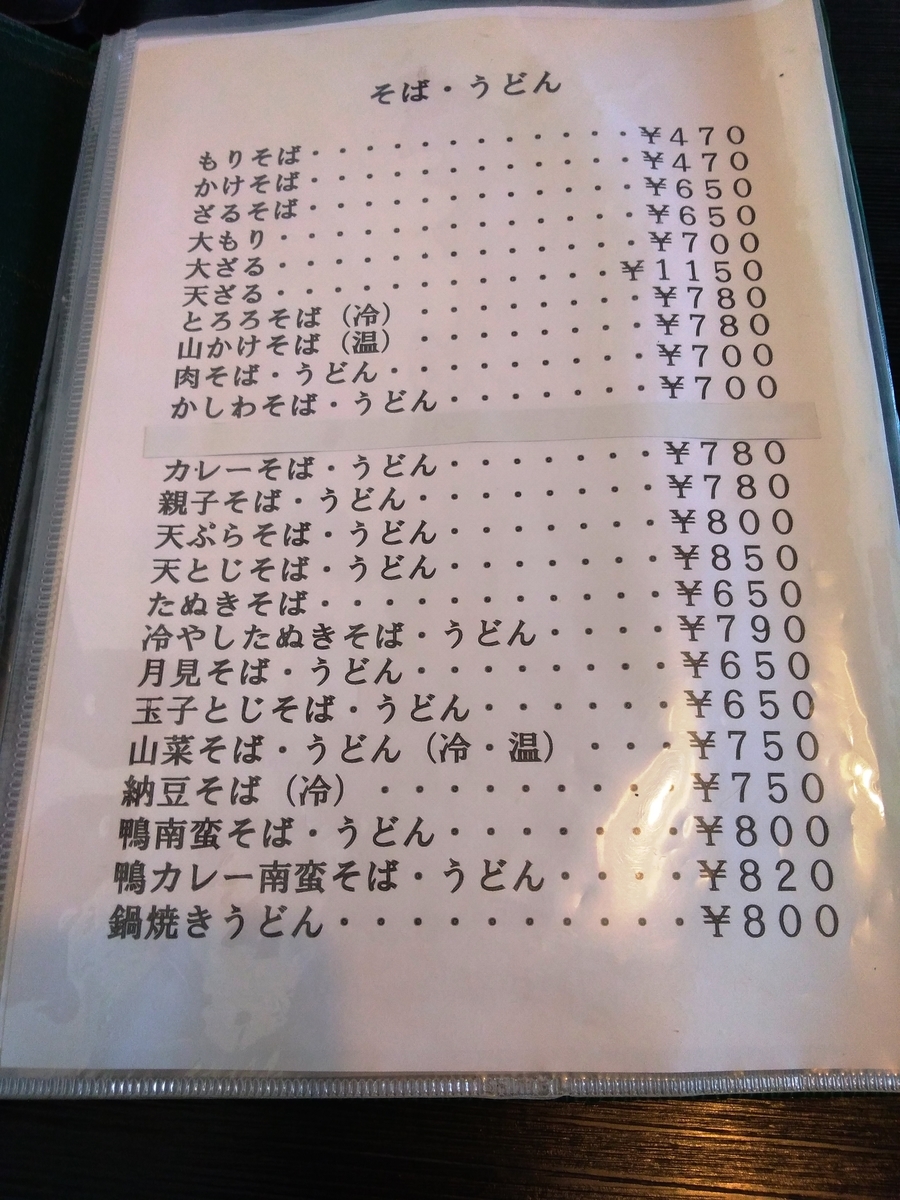 そば・うどん
もりそば・・・・・・・・・・・・¥470
かけそば・・・・・・・・・・・・¥470
ざるそば・・・・・・・・・・・・¥650
大もり・・・・・・・・・・・・・¥650
大ざる・・・・・・・・・・・・・¥700
天ざる・・・・・・・・・・・・¥1150
とろろそば（冷）・・・・・・・・¥780
山かけそば（温）・・・・・・・・¥780
肉そば・うどん・・・・・・・・・¥700
かしわそば・うどん・・・・・・・¥700
カレーそば・うどん・・・・・・・¥780
親子そば・うどん・・・・・・・・¥780
天ぷらそば・うどん・・・・・・・¥800
天とじそば・うどん・・・・・・・¥850
たぬきそば・・・・・・・・・・・¥650
冷やしたぬきそば・うどん・・・・¥790
月見そば・うどん・・・・・・・・¥650
玉子とじそば・うどん・・・・・・¥650
山菜そば・うどん（冷・温）・・・¥750
納豆そば（冷）・・・・・・・・・¥750
鴨南蛮そば・うどん・・・・・・・¥800
鴨カレー南蛮そば・うどん・・・・¥820
鍋焼きうどん・・・・・・・・・・¥800